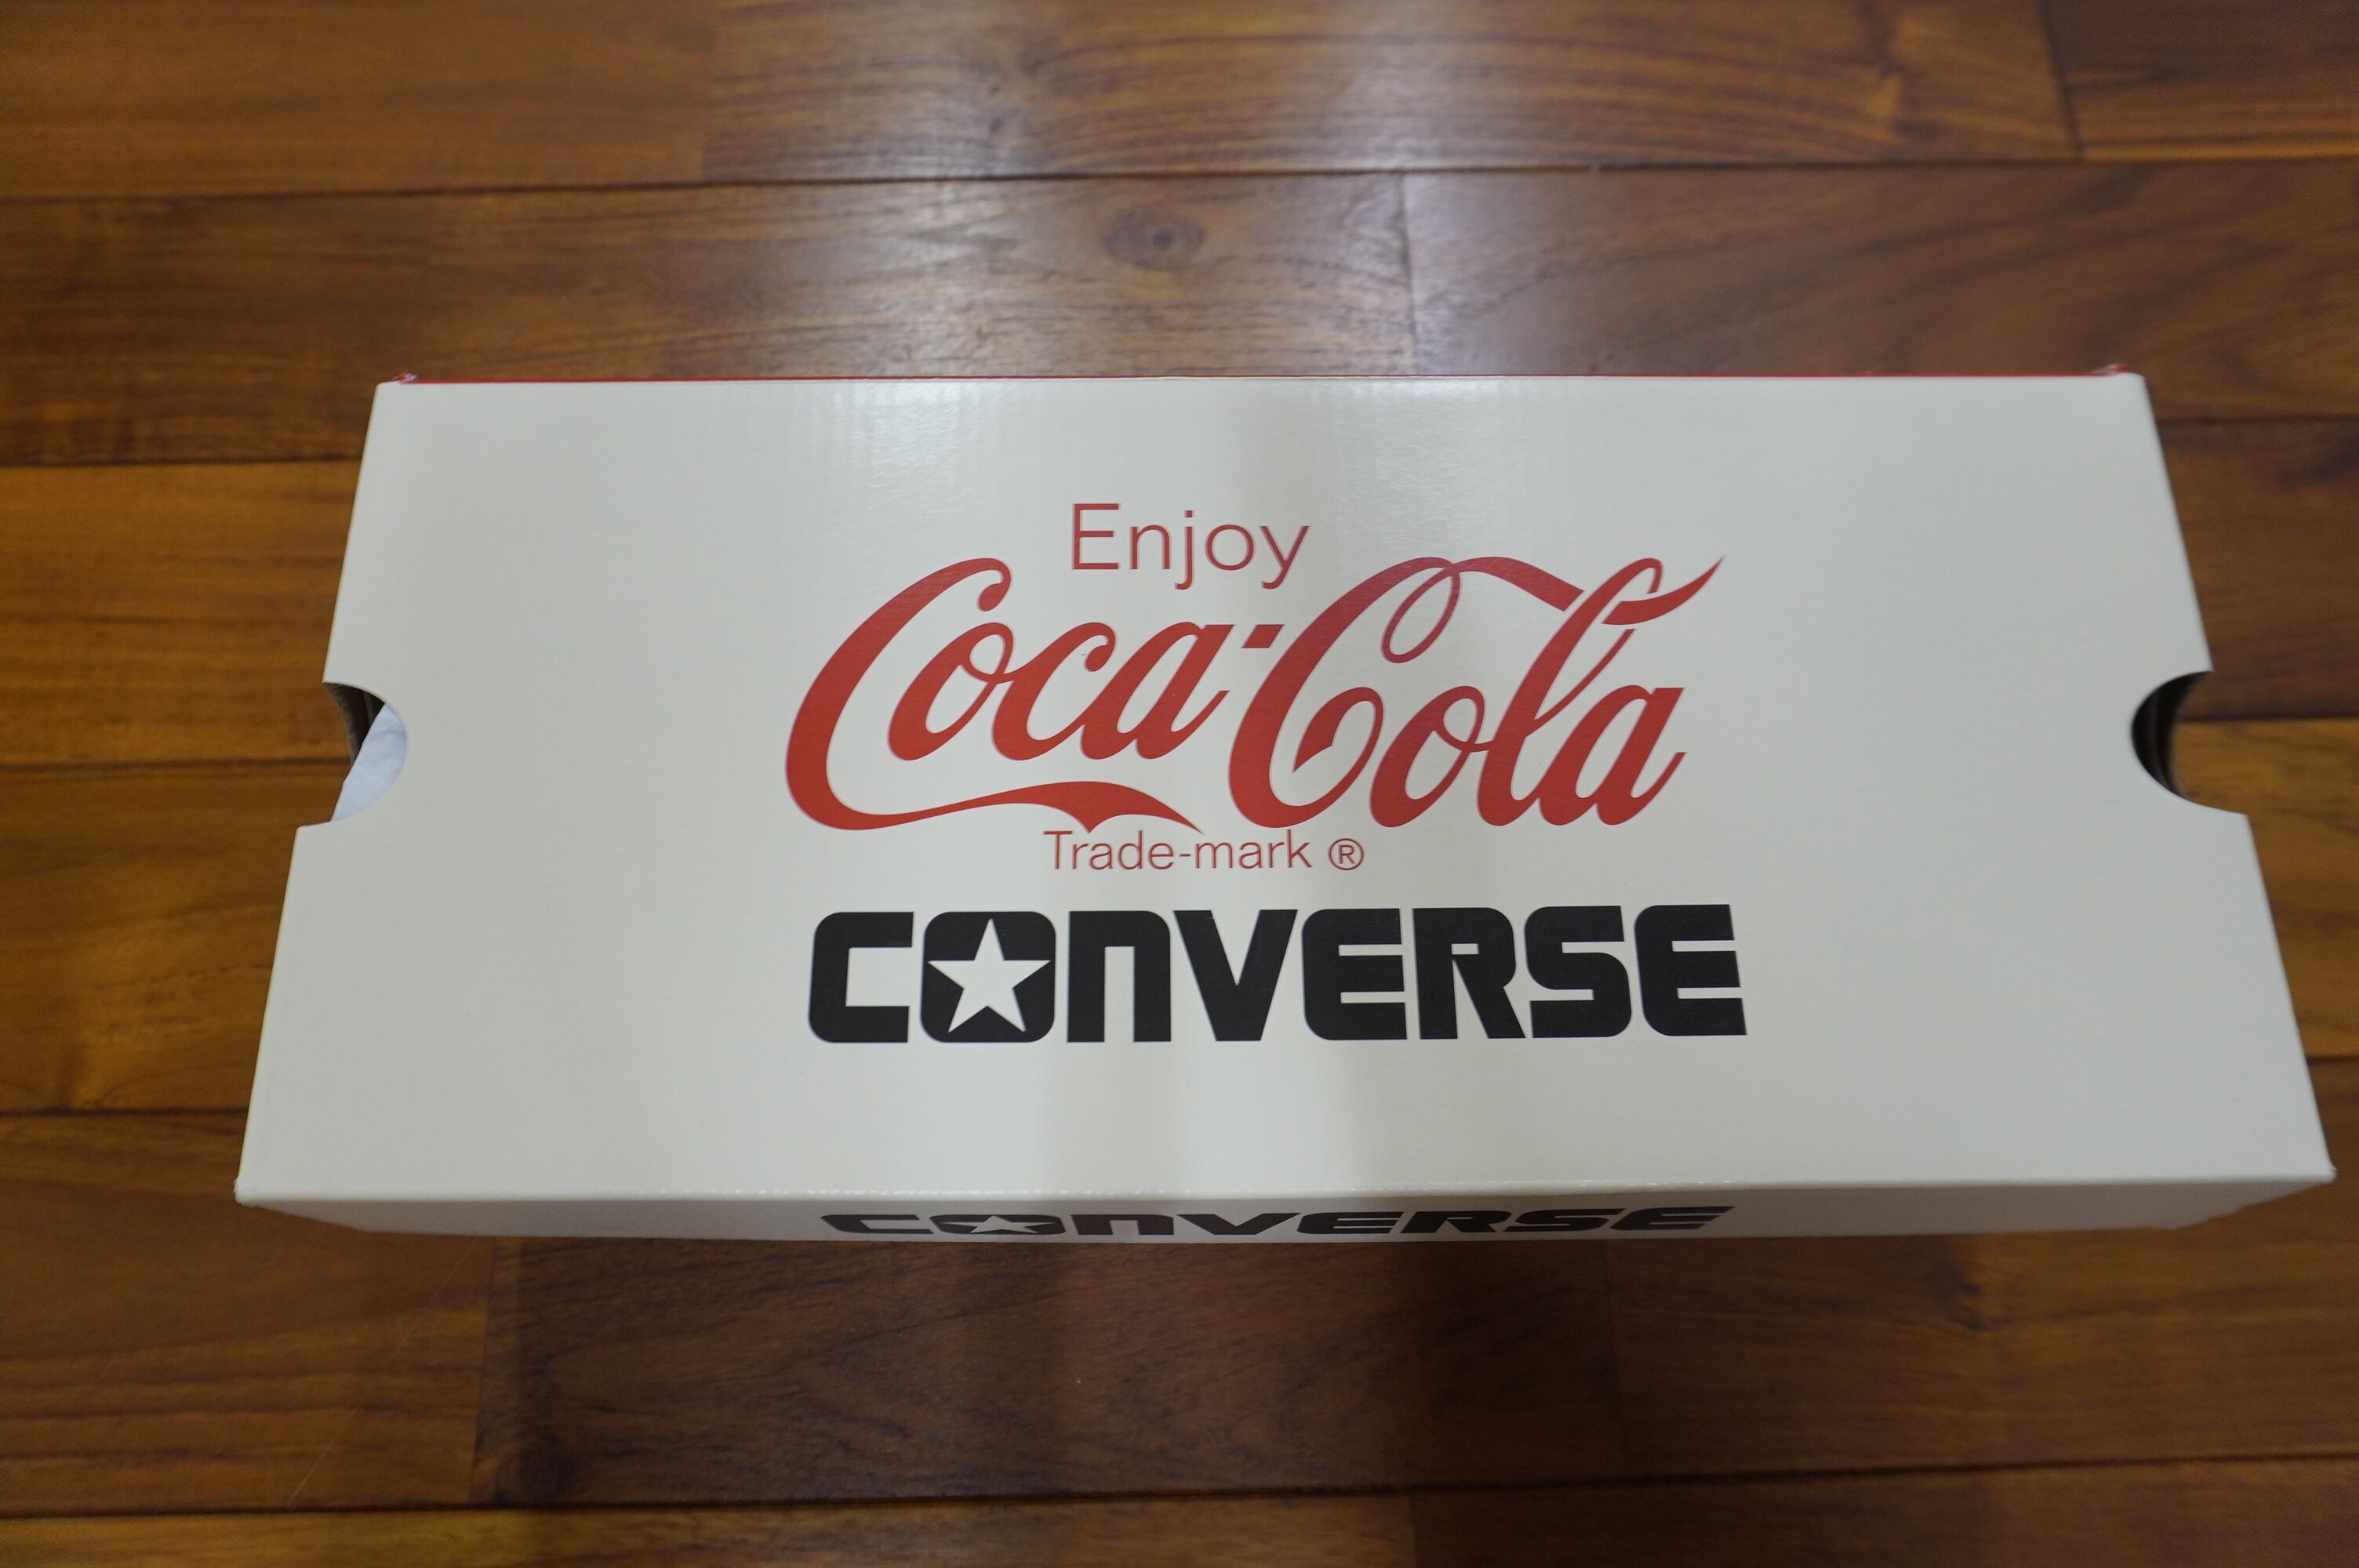 Enjoy
Coca-Cola
Trade-mark ®
CONVERSE
CONVERSE